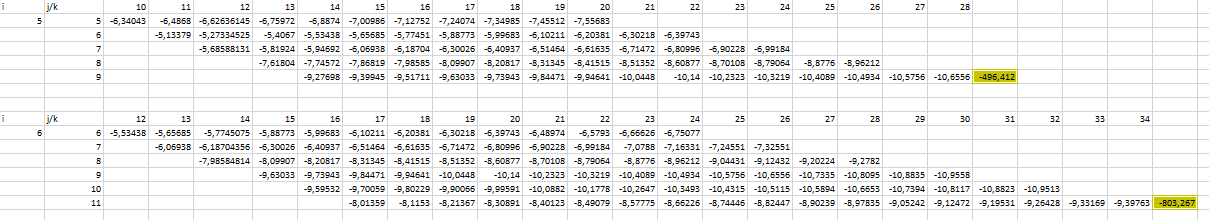 i j/k 10 11 12 13 14 15 16 17 18 19 20 21 22 23 24 25 26 27 28
5 5 -6,34043 -6,4868 -6,62636145 -6,75972 -6,8874 -7,00986 -7,12752 -7,24074 -7,34985 -7,45512 -7,55683
6 -5,13379 -5,27334525 -5,4067 -5,53438 -5,65685 -5,77451 -5,88773 -5,99683 -6,10211 -6,20381 -6,30218 -6,39743
7 -5,68588131 -5,81924 -5,94692 -6,06938 -6,18704 -6,30026 -6,40937 -6,51464 -6,61635 -6,71472 -6,80996 -6,90228 -6,99184
8 -7,61804 -7,74572 -7,86819 -7,98585 -8,09907 -8,20817 -8,31345 -8,41515 -8,51352 -8,60877 -8,70108 -8,79064 -8,8776 -8,96212
9 -9,27698 -9,39945 -9,51711 -9,63033 -9,73943 -9,84471 -9,94641 -10,0448 -10,14 -10,2323 -10,3219 -10,4089 -10,4934 -10,5756 -10,6556 -496,412
i j/k 12 13 14 15 16 17 18 19 20 21 22 23 24 25 26 27 28 29 30 31 32 33 34
6 6 -5,53438 -5,65685 -5,7745075 -5,88773 -5,99683 -6,10211 -6,20381 -6,30218 -6,39743 -6,48974 -6,5793 -6,66626 -6,75077
7 -6,06938 -6,18704356 -6,30026 -6,40937 -6,51464 -6,61635 -6,71472 -6,80996 -6,90228 -6,99184 -7,0788 -7,16331 -7,24551 -7,32551
8 -7,98584814 -8,09907 -8,20817 -8,31345 -8,41515 -8,51352 -8,60877 -8,70108 -8,79064 -8,8776 -8,96212 -9,04431 -9,12432 -9,20224 -9,2782
9 -9,63033 -9,73943 -9,84471 -9,94641 -10,0448 -10,14 -10,2323 -10,3219 -10,4089 -10,4934 -10,5756 -10,6556 -10,7335 -10,8095 -10,8835 -10,9558
10 -9,59532 -9,70059 -9,80229 -9,90066 -9,99591 -10,0882 -10,1778 -10,2647 -10,3493 -10,4315 -10,5115 -10,5894 -10,6653 -10,7394 -10,8117 -10,8823 -10,9513
11 -8,01359 -8,1153 -8,21367 -8,30891 -8,40123 -8,49079 -8,57775 -8,66226 -8,74446 -8,82447 -8,90239 -8,97835 -9,05242 -9,12472 -9,19531 -9,26428 -9,33169 -9,39763 -803,267